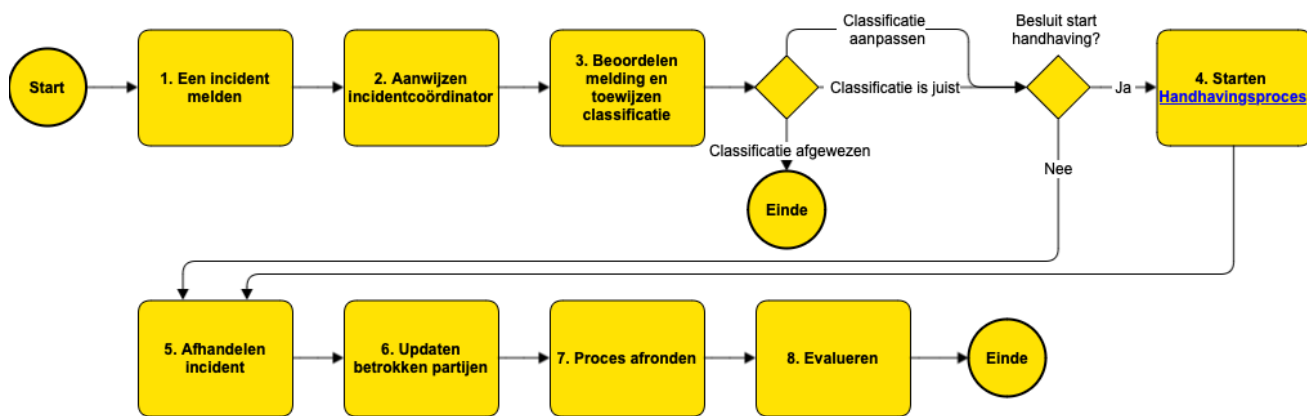 Start
1. Een incident
melden
2. Aanwijzen
incidentcoördinator
3. Beoordelen
melding en
toewijzen
classificatie
Classificatie
aanpassen
Classificatie is juist
Classificatie afgewezen
Einde
Besluit start
handhaving?
Ja
Nee
4. Starten
Handhavingsproces
5. Afhandelen
incident
6. Updaten
betrokken partijen
7. Proces afronden
8. Evalueren
Einde